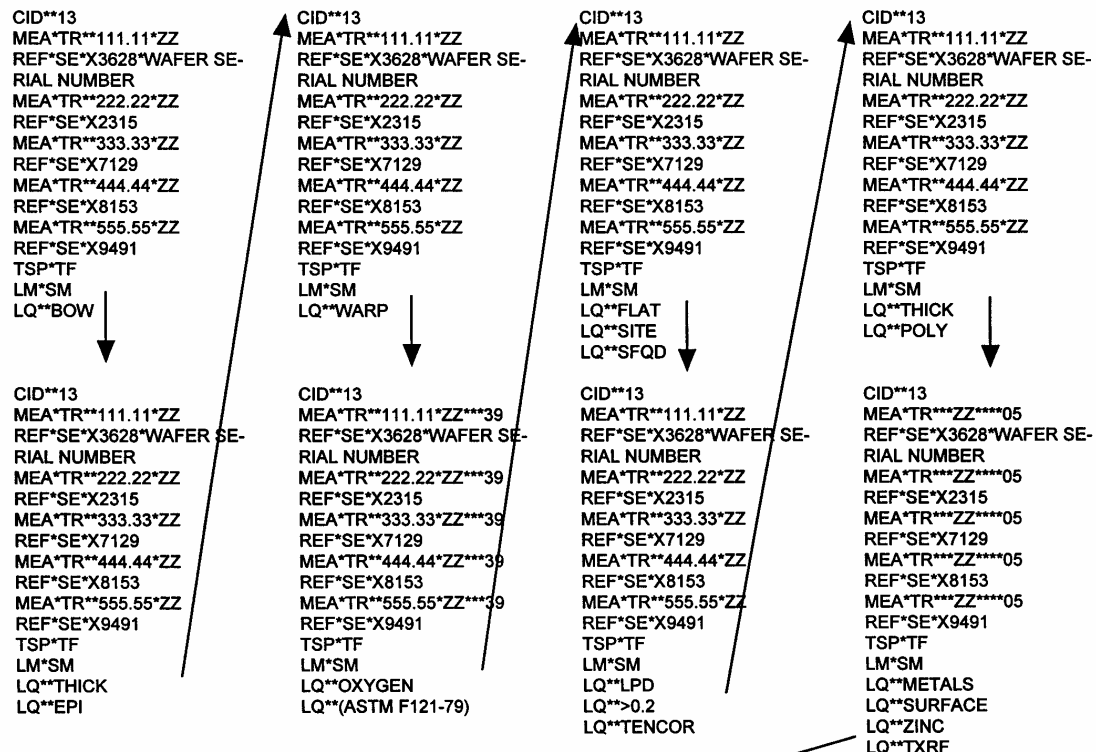 CID**13
MEA*TR**111.11*ZZ
REF*SE*X3628*WAFER SE-
RIAL NUMBER
MEA*TR**222.22*ZZ
REF*SE*X2315
MEA*TR**333.33*ZZ
REF*SE*X7129
MEA*TR**444.44*ZZ
REF*SE*X8153
MEA*TR**555.55*ZZ
REF*SE*X9491
TSP*TF
LM*SM
LQ**BOW
CID**13
MEA*TR**111.11*ZZ
REF*SE*X3628*WAFER SE-
RIAL NUMBER
MEA*TR**222.22*ZZ
REF*SE*X2315
MEA*TR**333.33*ZZ
REF*SE*X7129
MEA*TR**444.44*ZZ
REF*SE*X8153
MEA*TR**555.55*ZZ
REF*SE*X9491
TSP*TF
LM*SM
LQ**THICK
LQ**EPI
CID**13
MEA*TR**111.11*ZZ
REF*SE*X3628*WAFER SE-
RIAL NUMBER
MEA*TR**222.22*ZZ
REF*SE*X2315
MEA*TR**333.33*ZZ
REF*SE*X7129
MEA*TR**444.44*ZZ
REF*SE*X8153
MEA*TR**555.55*ZZ
REF*SE*X9491
TSP*TF
LM*SM
LQ**WARP
CID**13
MEA*TR**111.11*ZZ***39
REF*SE*X3628*WAFER SE-
RIAL NUMBER
MEA*TR**222.22*ZZ***39
REF*SE*X2315
MEA*TR**333.33*ZZ***39
REF*SE*X7129
MEA*TR**444.44*ZZ***39
REF*SE*X8153
MEA*TR**555.55*ZZ***39
REF*SE*X9491
TSP*TF
LM*SM
LQ**OXYGEN
LQ**(ASTM F121-79)
CID**13
MEA*TR**111.11*ZZ
REF*SE*X3628*WAFER SE-
RIAL NUMBER
MEA*TR**222.22*ZZ
REF*SE*X2315
MEA*TR**333.33*ZZ
REF*SE*X7129
MEA*TR**444.44*ZZ
REF*SE*X8153
MEA*TR**555.55*ZZ
REF*SE*X9491
TSP*TF
LM*SM
LQ**FLAT
LQ**SITE
LQ**SFQD
CID**13
MEA*TR**111.11*ZZ
REF*SE*X3628*WAFER SE-
RIAL NUMBER
MEA*TR**222.22*ZZ
REF*SE*X2315
MEA*TR**333.33*ZZ
REF*SE*X7129
MEA*TR**444.44*ZZ
REF*SE*X8153
MEA*TR**555.55*ZZ
REF*SE*X9491
TSP*TF
LM*SM
LQ**LPD
LQ**>0.2
LQ**TENCOR
CID**13
MEA*TR**111.11*ZZ
REF*SE*X3628*WAFER SE-
RIAL NUMBER
MEA*TR**222.22*ZZ
REF*SE*X2315
MEA*TR**333.33*ZZ
REF*SE*X7129
MEA*TR**444.44*ZZ
REF*SE*X8153
MEA*TR**555.55*ZZ
REF*SE*X9491
TSP*TF
LM*SM
LQ**THICK
LQ**POLY
CID**13
MEA*TR***ZZ****05
REF*SE*X3628*WAFER SE-
RIAL NUMBER
MEA*TR***ZZ****05
REF*SE*X2315
MEA*TR***ZZ****05
REF*SE*X7129
MEA*TR***ZZ****05
REF*SE*X8153
MEA*TR***ZZ****05
REF*SE*X9491
TSP*TF
LM*SM
LQ**METALS
LQ**SURFACE
LQ**ZINC
LQ**TXRF